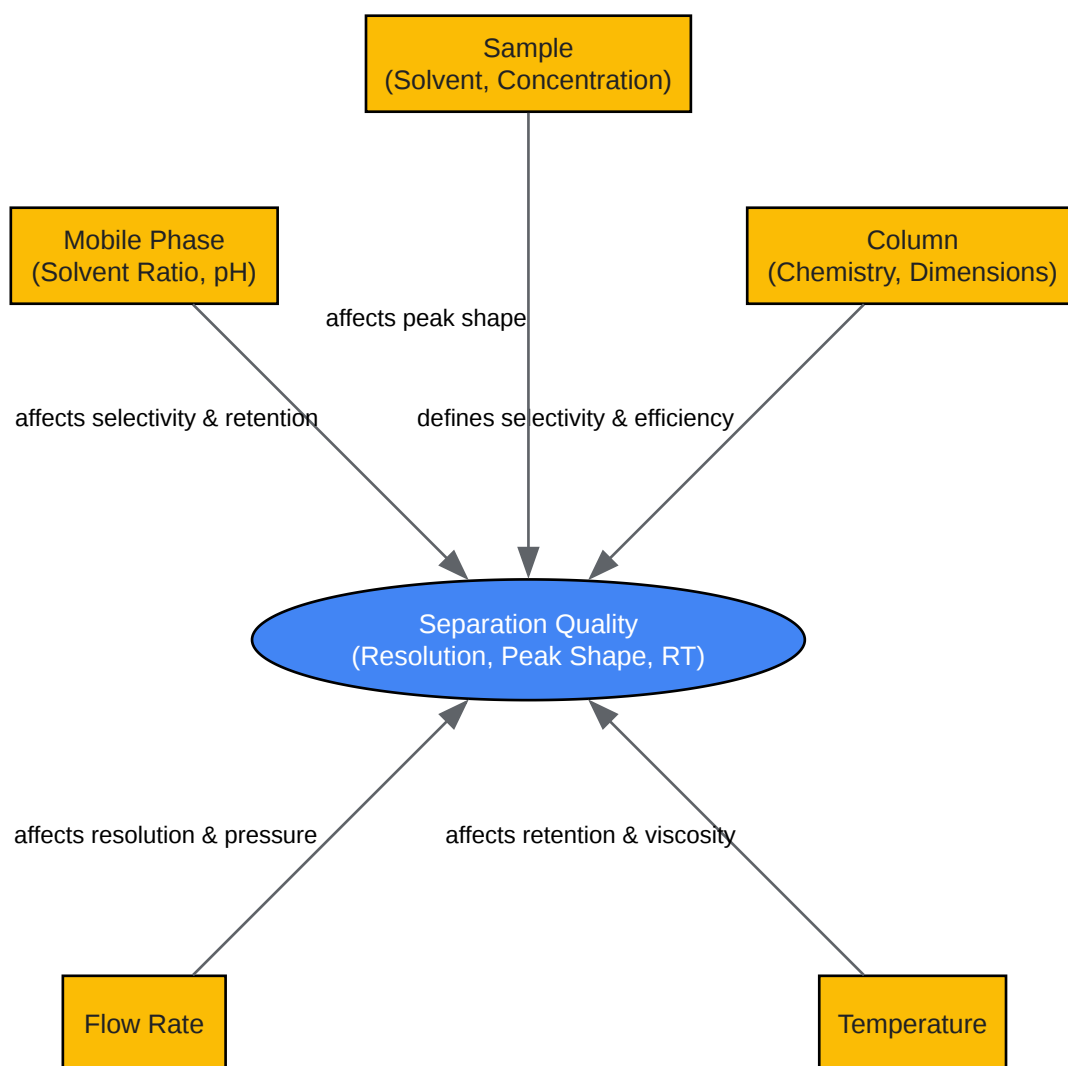 Sample
(Solvent, Concentration)
Mobile Phase
(Solvent Ratio, pH)
Column
(Chemistry, Dimensions)
affects peak shape
affects selectivity & retention
defines selectivity & efficiency
Separation Quality
(Resolution, Peak Shape, RT)
affects resolution & pressure
affects retention & viscosity
Flow Rate
Temperature